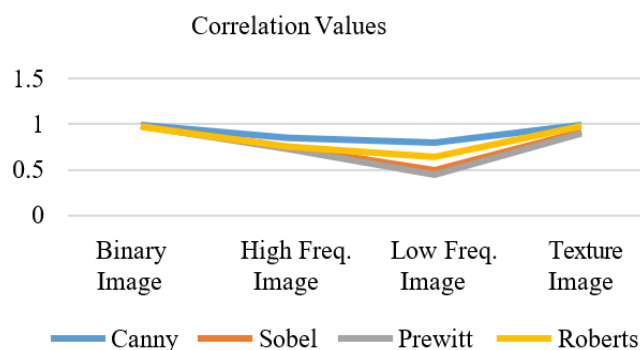 Correlation Values
1.5
1
0.5
0
Binary Image
High Freq. Image
Low Freq. Image
Texture Image
Canny Sobel Prewitt Roberts